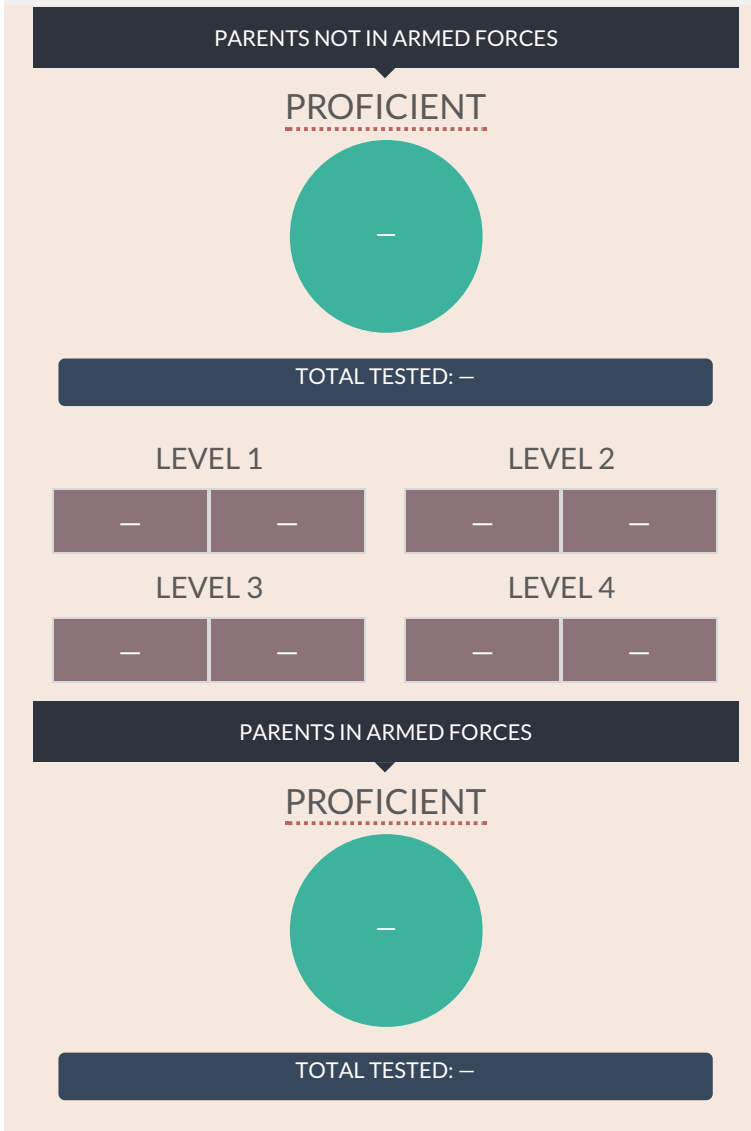 PARENTS NOT IN ARMED FORCES
PROFICIENT
—
TOTAL TESTED: —
LEVEL 1 LEVEL 2
— — — —
LEVEL 3 LEVEL 4
— — — —
PARENTS IN ARMED FORCES
PROFICIENT
—
TOTAL TESTED: —